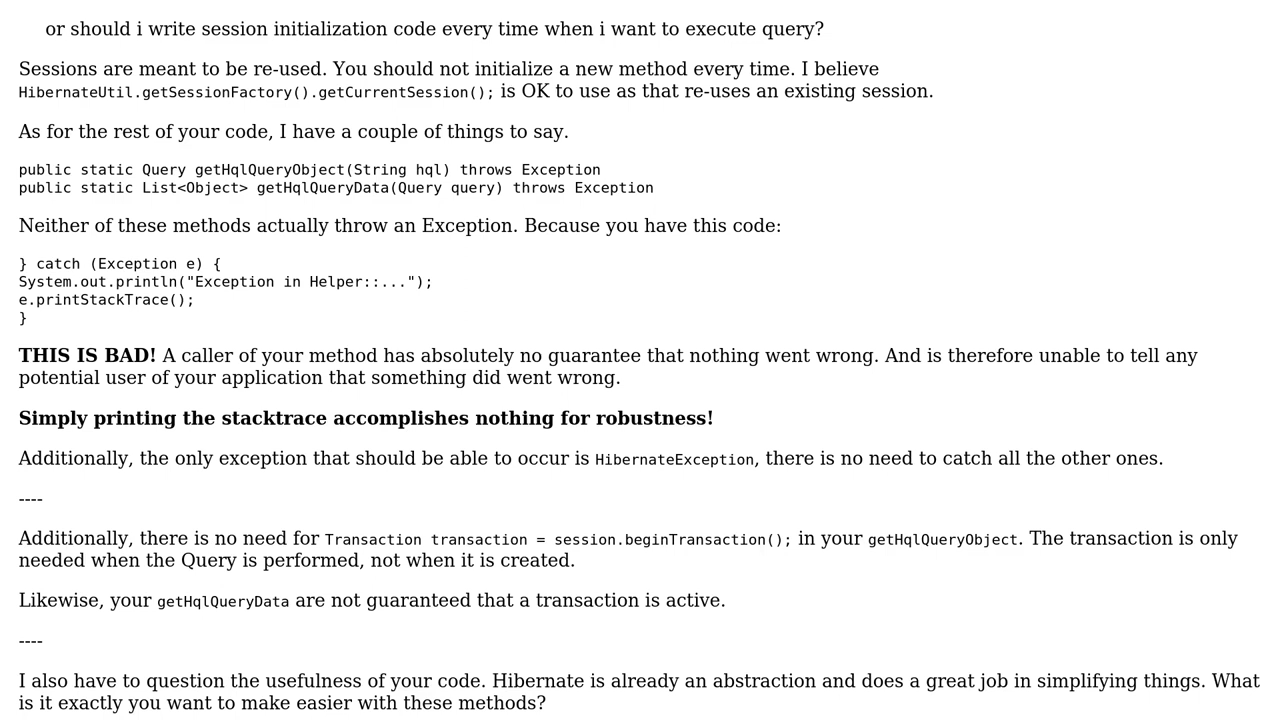 or should i write session initialization code every time when i want to execute query?
Sessions are meant to be re-used. You should not initialize a new method every time. I believe
HibernateUtil.getSessionFactory().getCurrentSession(); is OK to use as that re-uses an existing session.
As for the rest of your code, I have a couple of things to say.
public static Query getHqlQueryObject(String hql) throws Exception
public static List<Object> getHqlQueryData(Query query) throws Exception
Neither of these methods actually throw an Exception. Because you have this code:
} catch (Exception e) {
System.out.println("Exception in Helper::...");
e.printStackTrace();
}
THIS IS BAD! A caller of your method has absolutely no guarantee that nothing went wrong. And is therefore unable to tell any
potential user of your application that something did went wrong.
Simply printing the stacktrace accomplishes nothing for robustness!
Additionally, the only exception that should be able to occur is HibernateException, there is no need to catch all the other ones.
----
Additionally, there is no need for Transaction transaction = session.beginTransaction(); in your getHqlQueryObject. The transaction is only
needed when the Query is performed, not when it is created.
Likewise, your getHqlQueryData are not guaranteed that a transaction is active.
----
I also have to question the usefulness of your code. Hibernate is already an abstraction and does a great job in simplifying things. What
is it exactly you want to make easier with these methods?